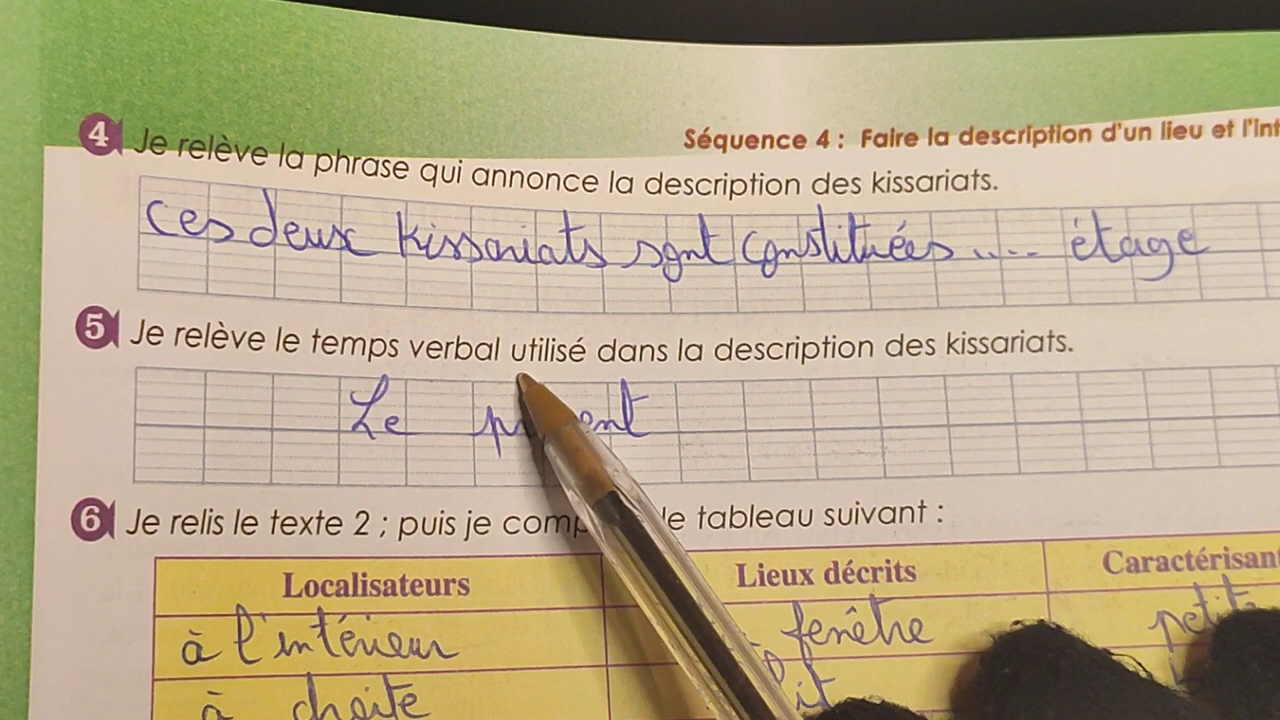 Séquence 4 : Faire la description d'un lieu et l'int
4 Je relève la phrase qui annonce la description des kissariats.
ces deux kissariats sont constituées .... étage
5 Je relève le temps verbal utilisé dans la description des kissariats.
Le
6 Je relis le texte 2 ; puis je comp le tableau suivant :
Localisateurs Lieux décrits Caractérisan
à l'intérieur fenêtre petite
à droite lit